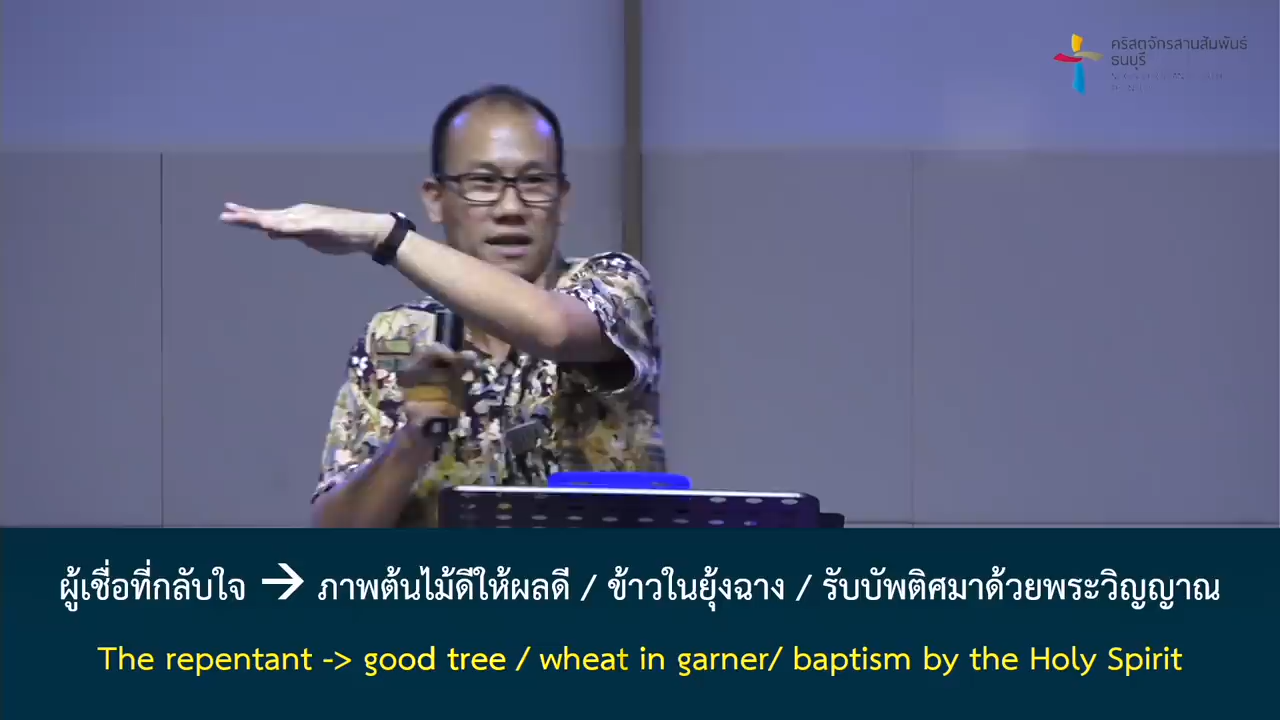 คริสตจักรสานสัมพันธ์
ธนบุรี
ผู้เชื่อที่กลับใจ → ภาพต้นไม้ดีให้ผลดี / ข้าวในยุ้งฉาง / รับบัพติศมาด้วยพระวิญญาณ
The repentant -> good tree / wheat in garner/ baptism by the Holy Spirit